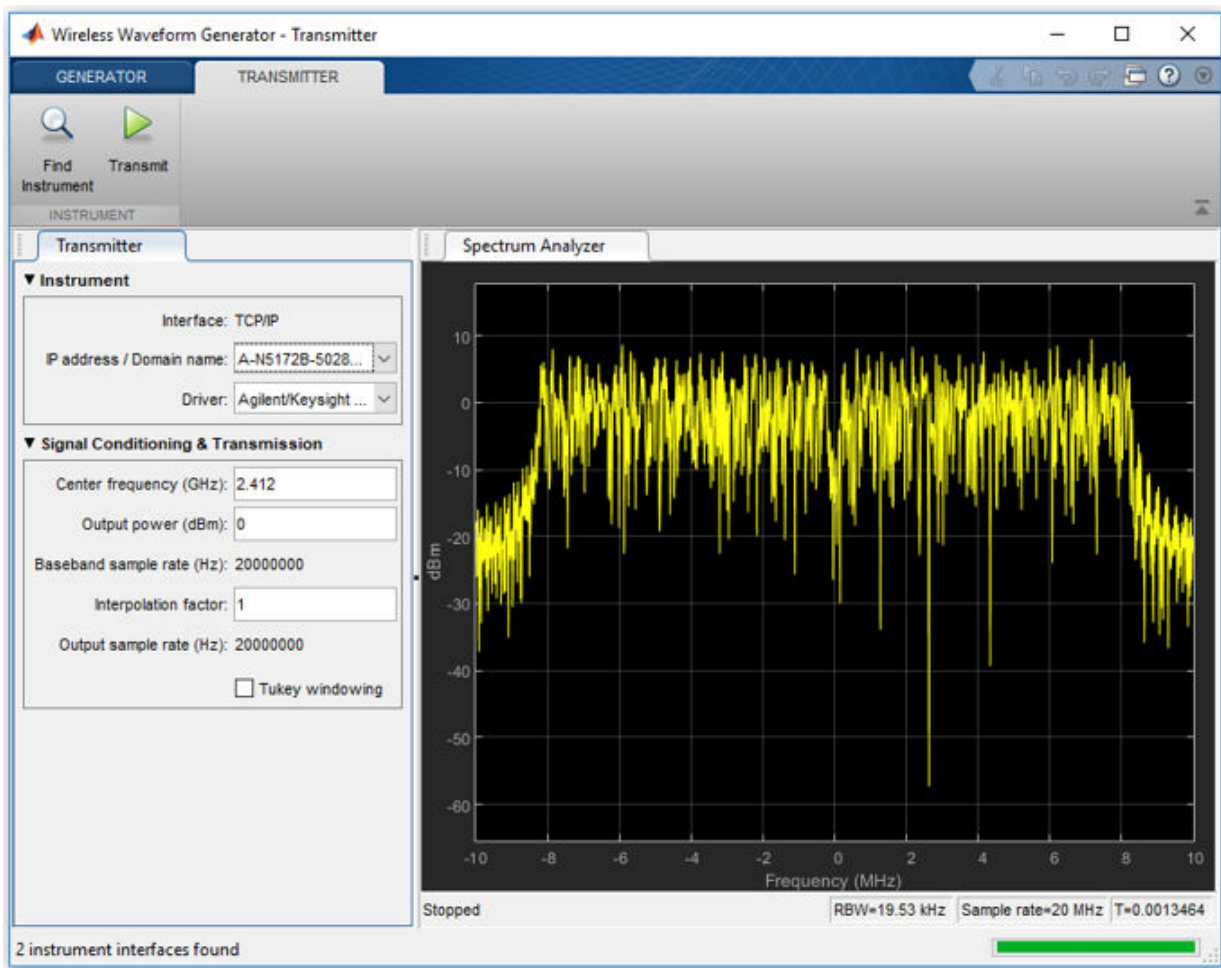 Wireless Waveform Generator - Transmitter
GENERATOR TRANSMITTER
Find Instrument
Transmit
INSTRUMENT
Transmitter
Instrument
Interface: TCP/IP
IP address / Domain name: A-N5172B-5028...
Driver: Agilent/Keysight ...
Signal Conditioning & Transmission
Center frequency (GHz): 2.412
Output power (dBm): 0
Baseband sample rate (Hz): 20000000
Interpolation factor: 1
Output sample rate (Hz): 20000000
Tukey windowing
Spectrum Analyzer
10
0
-10
-20
-30
-40
-50
-60
dBm
-10 -8 -6 -4 -2 0 2 4 6 8 10
Frequency (MHz)
Stopped RBW=19.53 kHz Sample rate=20 MHz T=0.0013464
2 instrument interfaces found